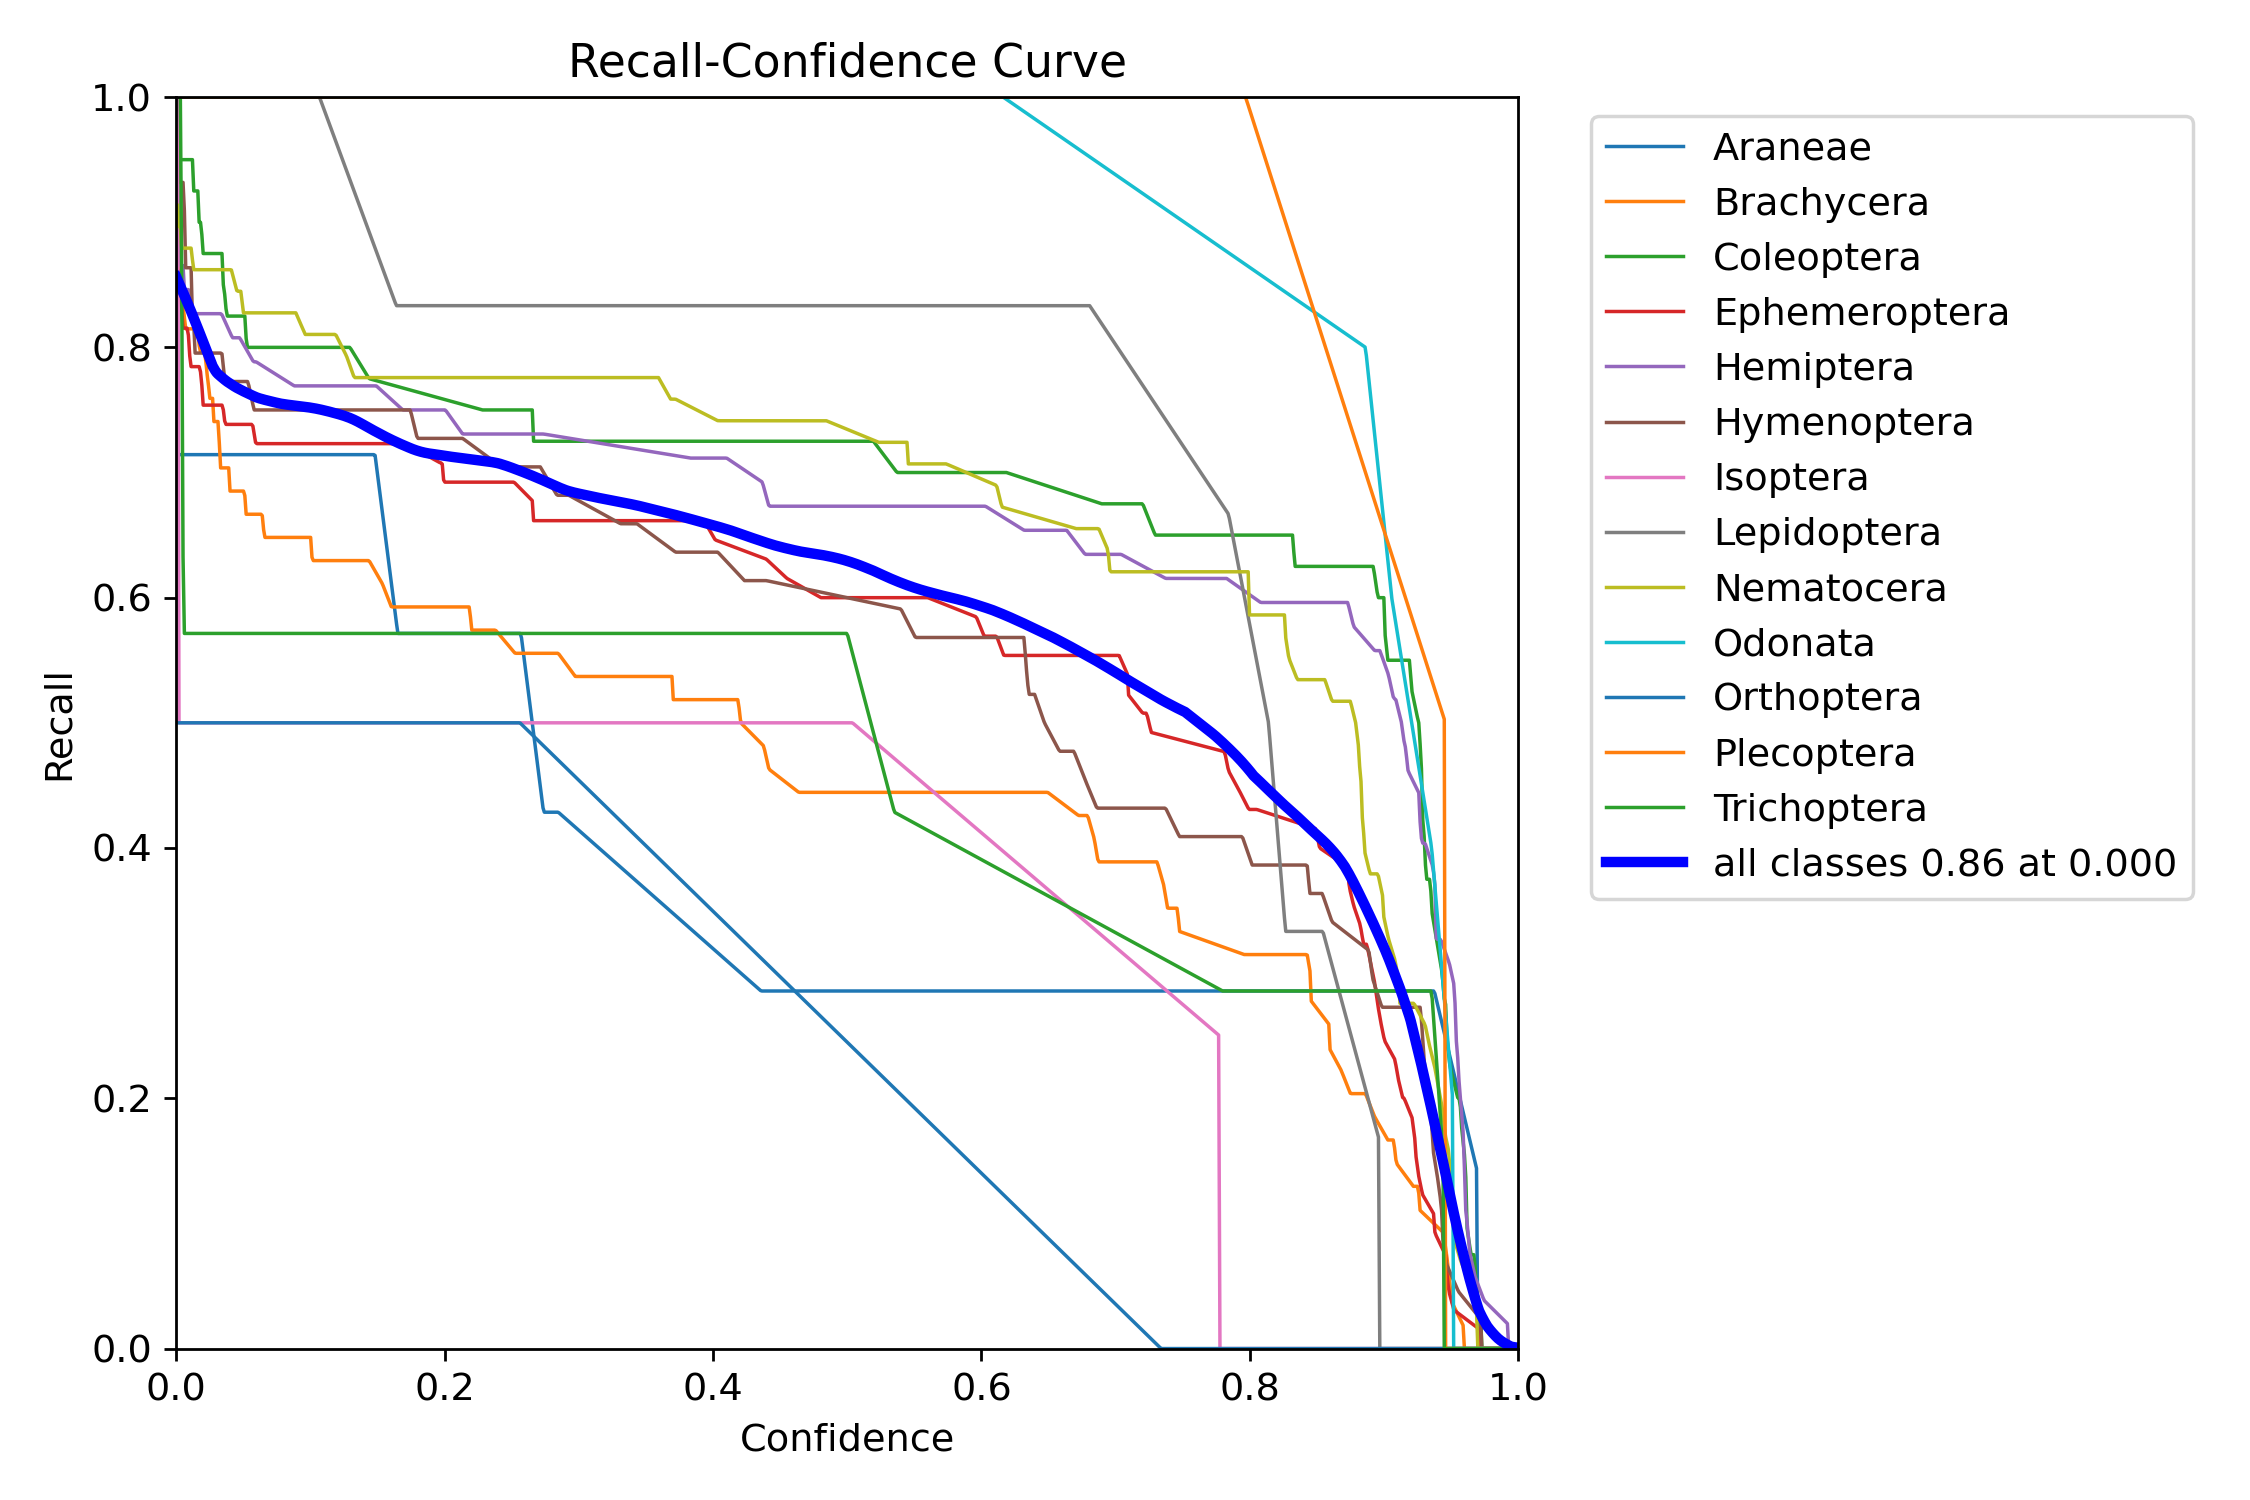 Recall-Confidence Curve
1.0
0.8
0.6
0.4
0.2
0.0
Recall
0.0 0.2 0.4 0.6 0.8 1.0
Confidence
Araneae
Brachycera
Coleoptera
Ephemeroptera
Hemiptera
Hymenoptera
Isoptera
Lepidoptera
Nematocera
Odonata
Orthoptera
Plecoptera
Trichoptera
all classes 0.86 at 0.000